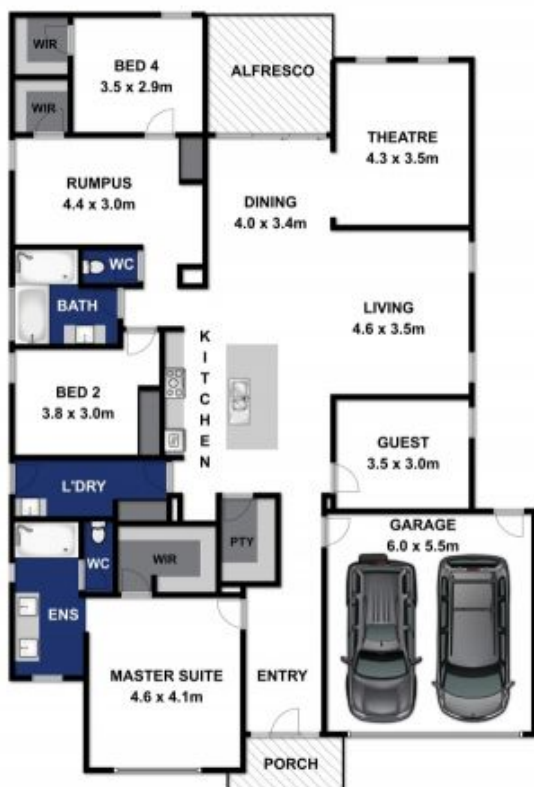 WIR
BED 4
3.5 x 2.9m
ALFRESCO
WIR
THEATRE
4.3 x 3.5m
RUMPUS
4.4 x 3.0m
DINING
4.0 x 3.4m
WC
BATH
LIVING
4.6 x 3.5m
KITCHEN
BED 2
3.8 x 3.0m
GUEST
3.5 x 3.0m
L'DRY
GARAGE
6.0 x 5.5m
PTY
WC
WIR
ENS
MASTER SUITE
4.6 x 4.1m
ENTRY
PORCH